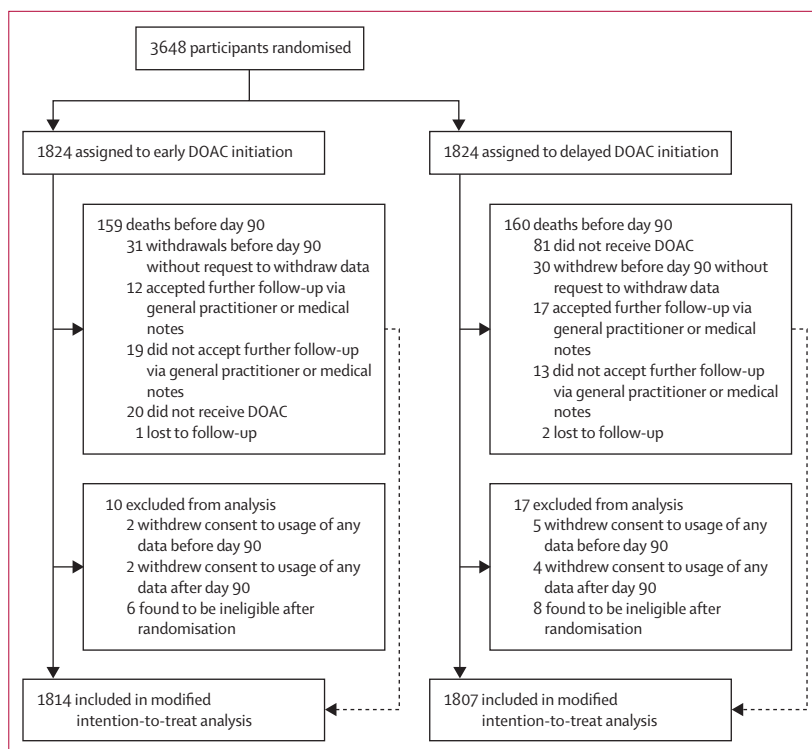 3648 participants randomised
1824 assigned to early DOAC initiation
1824 assigned to delayed DOAC initiation
159 deaths before day 90
31 withdrawals before day 90
without request to withdraw data
12 accepted further follow-up via
general practitioner or medical
notes
19 did not accept further follow-up
via general practitioner or medical
notes
20 did not receive DOAC
1 lost to follow-up
160 deaths before day 90
81 did not receive DOAC
30 withdrew before day 90 without
request to withdraw data
17 accepted further follow-up via
general practitioner or medical
notes
13 did not accept further follow-up
via general practitioner or medical
notes
2 lost to follow-up
10 excluded from analysis
2 withdrew consent to usage of any
data before day 90
2 withdrew consent to usage of any
data after day 90
6 found to be ineligible after
randomisation
17 excluded from analysis
5 withdrew consent to usage of any
data before day 90
4 withdrew consent to usage of any
data after day 90
8 found to be ineligible after
randomisation
1814 included in modified
intention-to-treat analysis
1807 included in modified
intention-to-treat analysis